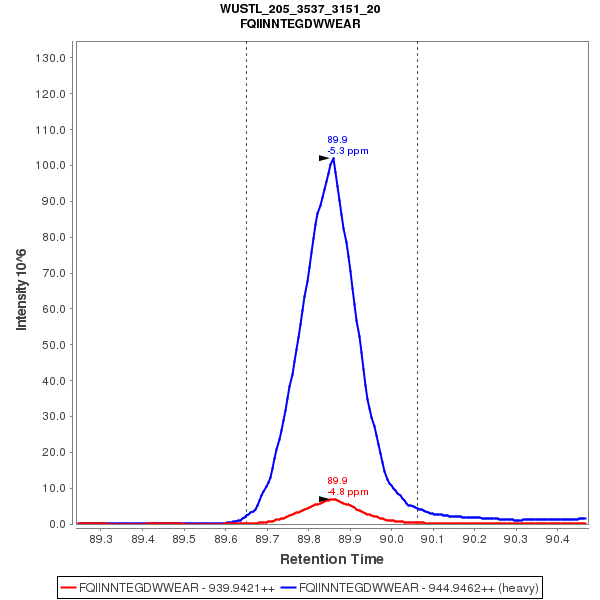 WUSTL_205_3537_3151_20
FQIINNTEGDWWEAR
130.0
120.0
110.0
100.0
90.0
80.0
70.0
60.0
50.0
40.0
30.0
20.0
10.0
0.0
Intensity 10^6
89.9
-5.3 ppm
89.9
-4.8 ppm
89.3 89.4 89.5 89.6 89.7 89.8 89.9 90.0 90.1 90.2 90.3 90.4
Retention Time
FQIINNTEGDWWEAR - 939.9421++ FQIINNTEGDWWEAR - 944.9462++ (heavy)